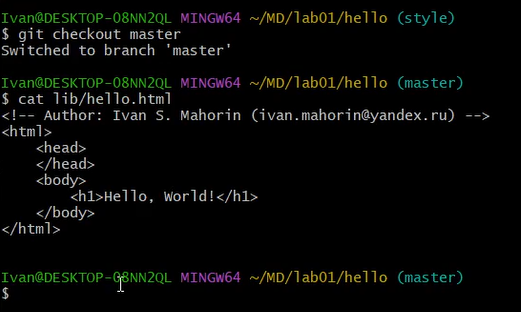 Ivan@DESKTOP-08NN2QL MINGW64 ~/MD/lab01/hello (style)
$ git checkout master
Switched to branch 'master'
Ivan@DESKTOP-08NN2QL MINGW64 ~/MD/lab01/hello (master)
$ cat lib/hello.html
<!-- Author: Ivan S. Mahorin (ivan.mahorin@yandex.ru) -->
<html>
    <head>
    </head>
    <body>
        <h1>Hello, World!</h1>
    </body>
</html>
Ivan@DESKTOP-08NN2QL MINGW64 ~/MD/lab01/hello (master)
$